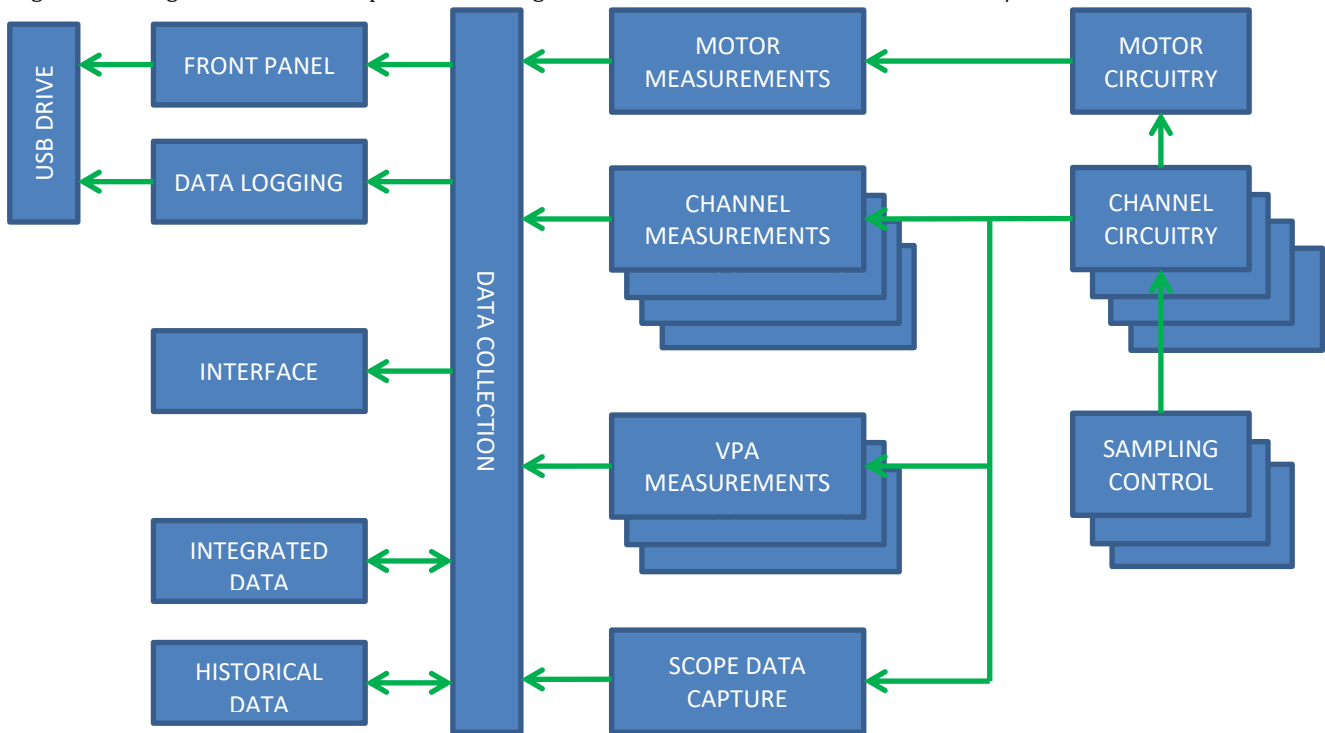 USB DRIVE
FRONT PANEL
DATA LOGGING
INTERFACE
INTEGRATED
DATA
HISTORICAL
DATA
DATA COLLECTION
MOTOR
MEASUREMENTS
CHANNEL
MEASUREMENTS
VPA
MEASUREMENTS
SCOPE DATA
CAPTURE
MOTOR
CIRCUITRY
CHANNEL
CIRCUITRY
SAMPLING
CONTROL